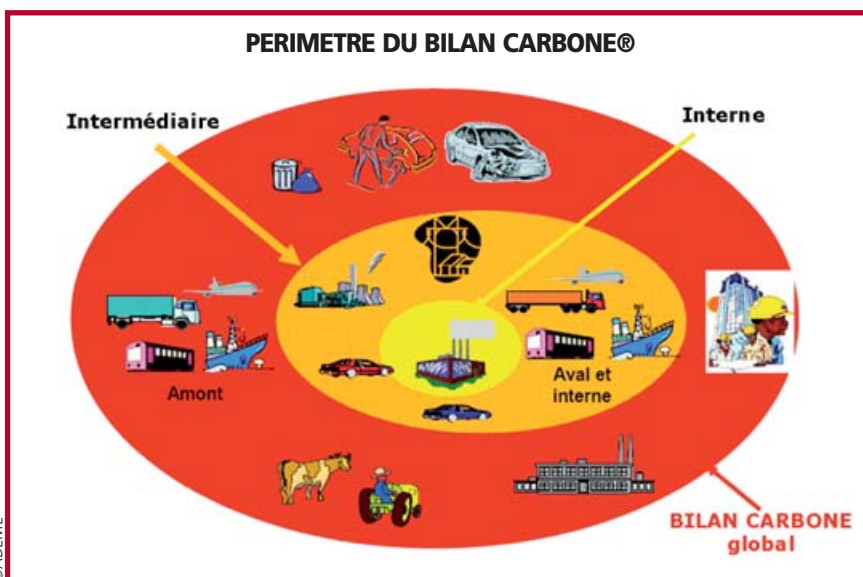 PERIMETRE DU BILAN CARBONE®
Intermédiaire
Interne
Amont
Aval et
interne
BILAN CARBONE
global